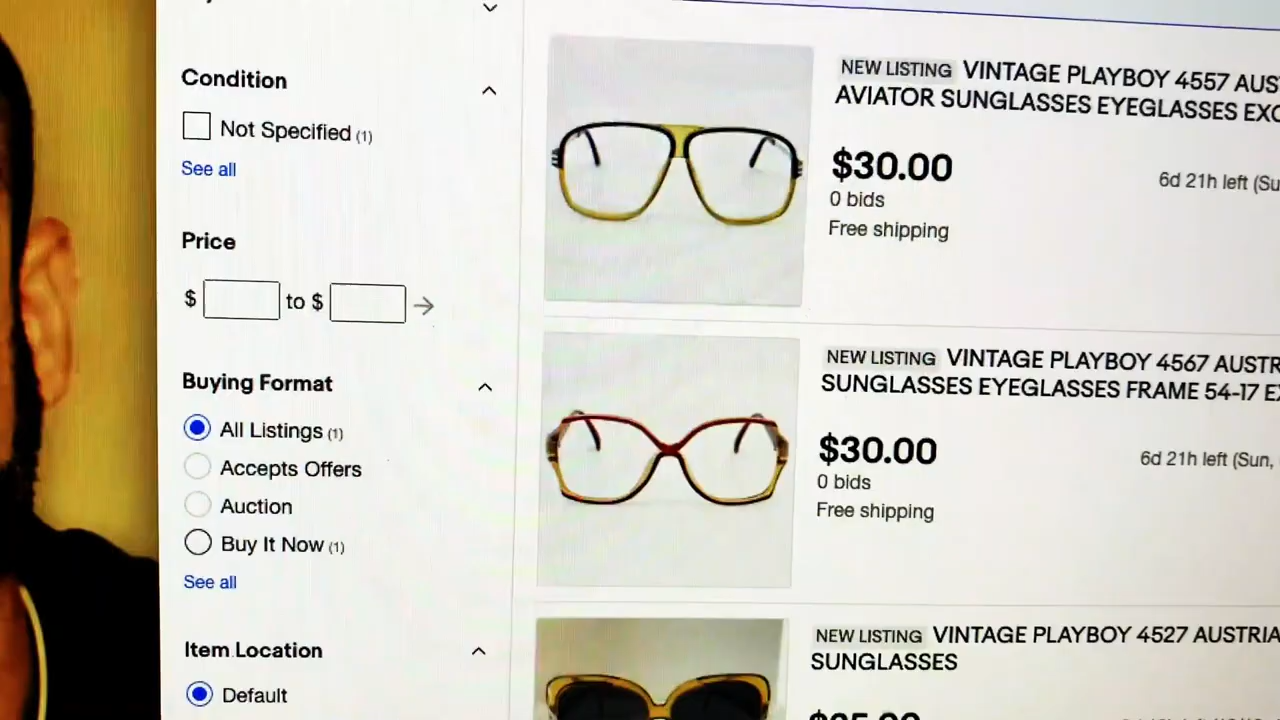 Condition
Not Specified (1)
See all
Price
$ to $
Buying Format
All Listings (1)
Accepts Offers
Auction
Buy It Now (1)
See all
Item Location
Default
NEW LISTING VINTAGE PLAYBOY 4557
AVIATOR SUNGLASSES EYEGLASSES
$30.00
6d 21h left
0 bids
Free shipping
NEW LISTING VINTAGE PLAYBOY 4567
SUNGLASSES EYEGLASSES FRAME 54-17
$30.00
6d 21h left (Sun,
0 bids
Free shipping
NEW LISTING VINTAGE PLAYBOY 4527 AUSTRIA
SUNGLASSES